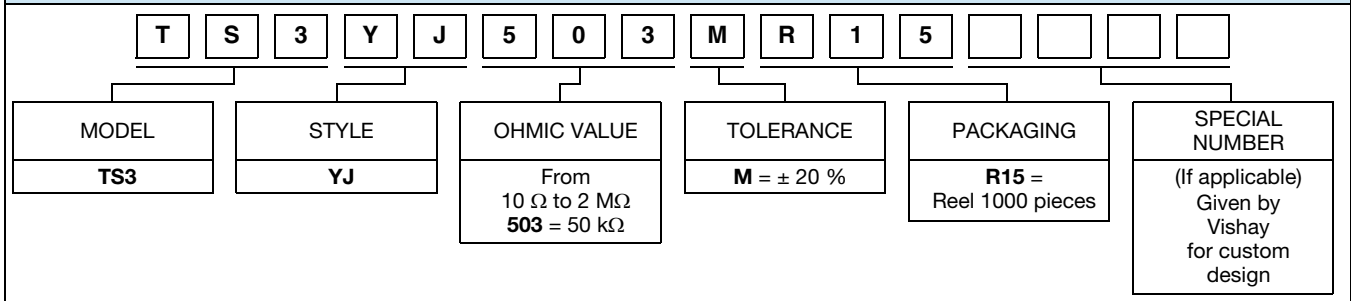 T S 3 Y J 5 0 3 M R 1 5
MODEL
TS3
STYLE
YJ
OHMIC VALUE
From
10 Ω to 2 MΩ
503 = 50 kΩ
TOLERANCE
M = ± 20 %
PACKAGING
R15 =
Reel 1000 pieces
SPECIAL
NUMBER
(If applicable)
Given by
Vishay
for custom
design